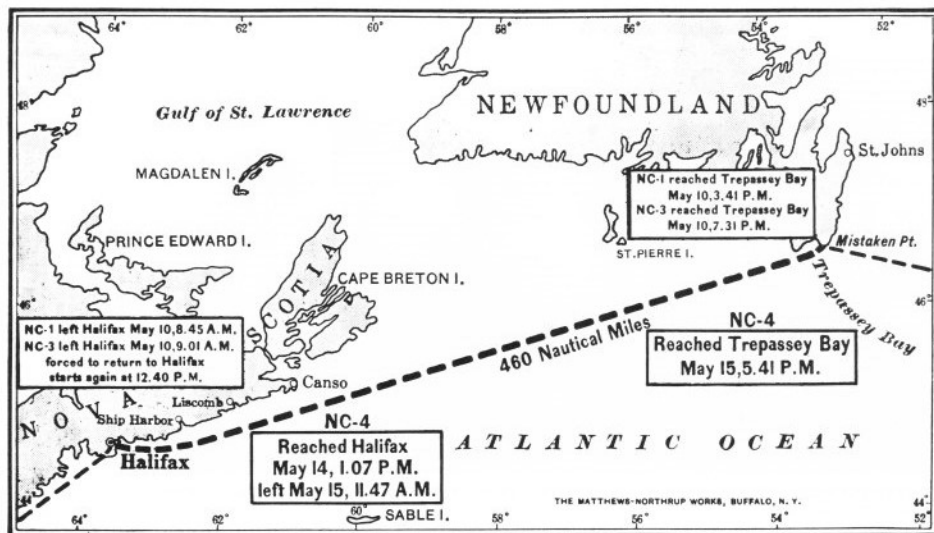 64° 62° 60° 58° 56° 54° 52°
48° 48°
NEWFOUNDLAND
Gulf of St. Lawrence
St. Johns
MAGDALEN I.
NC-1 reached Trepassey Bay
May 10,3.41 P.M.
NC-3 reached Trepassey Bay
May 10,7.31 P.M.
PRINCE EDWARD I.
Mistaken Pt.
ST. PIERRE I.
CAPE BRETON I.
Trepassey Bay
46° 46°
NC-1 left Halifax May 10,8.45 A.M.
NC-3 left Halifax May 10,9.01 A.M.
forced to return to Halifax
starts again at 12.40 P.M.
NOVA SCOTIA
460 Nautical Miles
NC-4
Reached Trepassey Bay
May 15,5.41 P.M.
Canso
Liscomb
Ship Harbor
Halifax
NC-4
Reached Halifax
May 14, 1.07 P.M.
left May 15, 11.47 A.M.
ATLANTIC OCEAN
THE MATTHEWS-NORTHRUP WORKS, BUFFALO, N. Y.
44° 44°
SABLE I.
64° 62° 60° 58° 56° 54° 52°